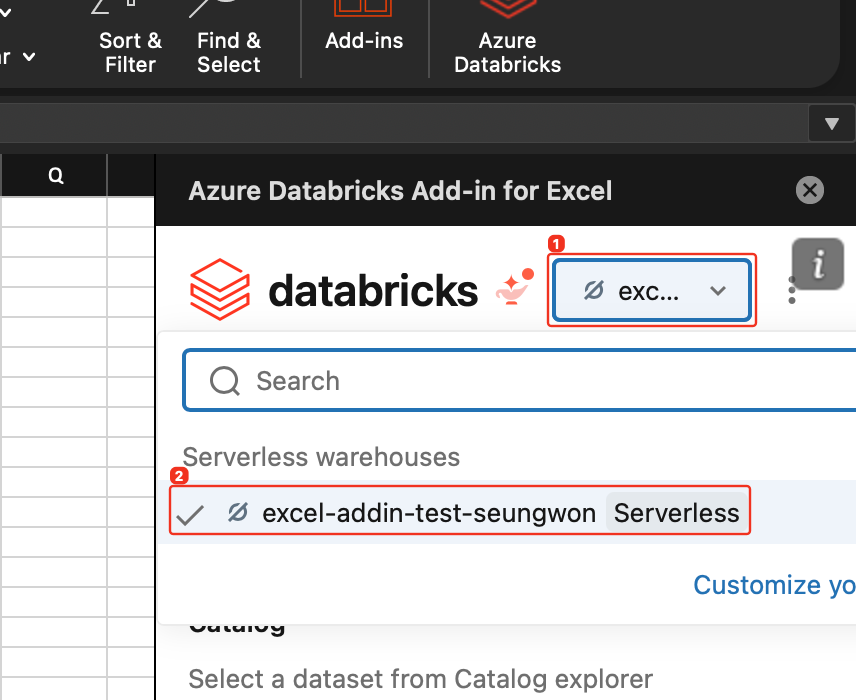 Sort &
Filter
Find &
Select
Add-ins
Azure
Databricks
Q
Azure Databricks Add-in for Excel
databricks
1
exc...
i
Search
Serverless warehouses
2
excel-addin-test-seungwon Serverless
Customize yo
Catalog
Select a dataset from Catalog explorer